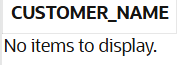 CUSTOMER_NAME
No items to display.